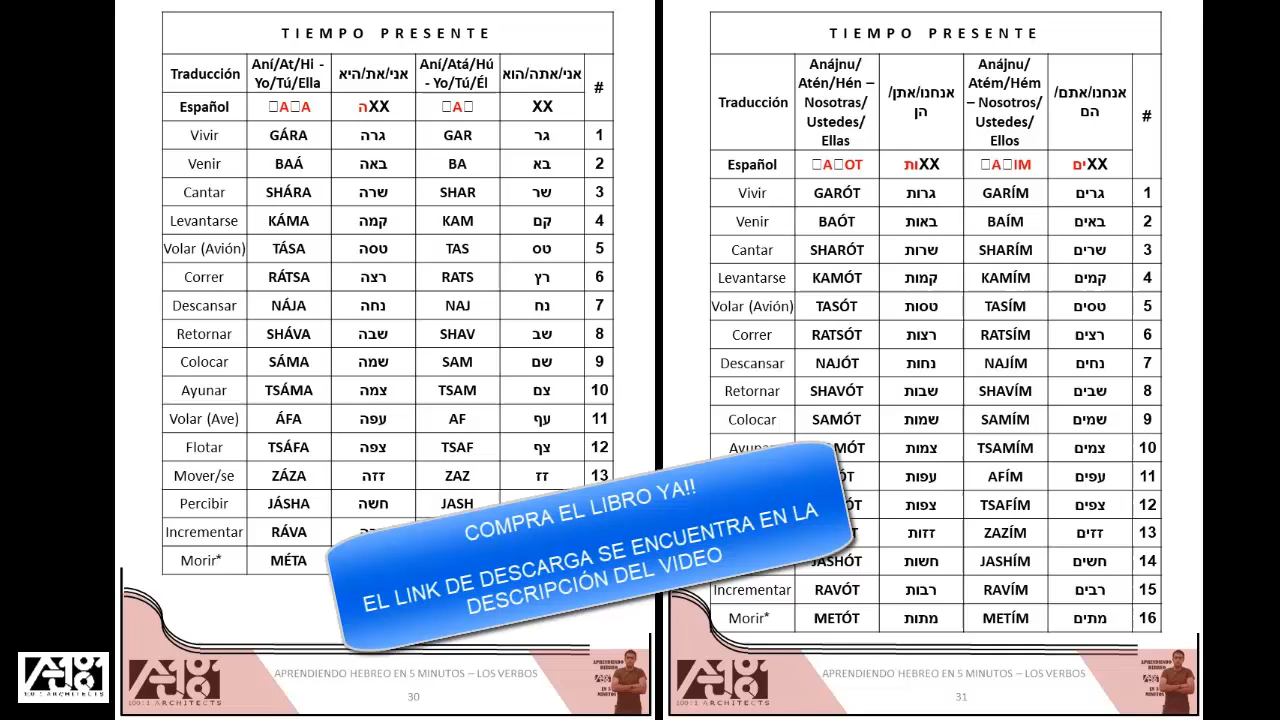 TIEMPO PRESENTE
Traducción Aní/At/Hi - Yo/Tú/Ella אני/את/היא Aní/Atá/Hú - Yo/Tú/Él אני/אתה/הוא #
Español □A□A XXה □A□ XX
Vivir GÁRA גרה GAR גר 1
Venir BAÁ באה BA בא 2
Cantar SHÁRA שרה SHAR שר 3
Levantarse KÁMA קמה KAM קם 4
Volar (Avión) TÁSA טסה TAS טס 5
Correr RÁTSA רצה RATS רץ 6
Descansar NÁJA נחה NAJ נח 7
Retornar SHÁVA שבה SHAV שב 8
Colocar SÁMA שמה SAM שם 9
Ayunar TSÁMA צמה TSAM צם 10
Volar (Ave) ÁFA עפה AF עף 11
Flotar TSÁFA צפה TSAF צף 12
Mover/se ZÁZA זזה ZAZ זז 13
Percibir JÁSHA חשה JASH
Incrementar RÁVA
Morir* MÉTA
APRENDIENDO HEBREO EN 5 MINUTOS – LOS VERBOS
30
TIEMPO PRESENTE
Traducción Anájnu/ Atén/Hén – Nosotras/ Ustedes/ Ellas אנחנו/אתן/ הן Anájnu/ Atém/Hém – Nosotros/ Ustedes/ Ellos אנחנו/אתם/ הם #
Español □A□OT XXות □A□IM XXים
Vivir GARÓT גרות GARÍM גרים 1
Venir BAÓT באות BAÍM באים 2
Cantar SHARÓT שרות SHARÍM שרים 3
Levantarse KAMÓT קמות KAMÍM קמים 4
Volar (Avión) TASÓT טסות TASÍM טסים 5
Correr RATSÓT רצות RATSÍM רצים 6
Descansar NAJÓT נחות NAJÍM נחים 7
Retornar SHAVÓT שבות SHAVÍM שבים 8
Colocar SAMÓT שמות SAMÍM שמים 9
צמות TSAMÍM צמים 10
עפות AFÍM עפים 11
צפות TSAFÍM צפים 12
זזות ZAZÍM זזים 13
JASHÓT חשות JASHÍM חשים 14
Incrementar RAVÓT רבות RAVÍM רבים 15
Morir* METÓT מתות METÍM מתים 16
APRENDIENDO HEBREO EN 5 MINUTOS – LOS VERBOS
31
COMPRA EL LIBRO YA!!
EL LINK DE DESCARGA SE ENCUENTRA EN LA
DESCRIPCIÓN DEL VIDEO